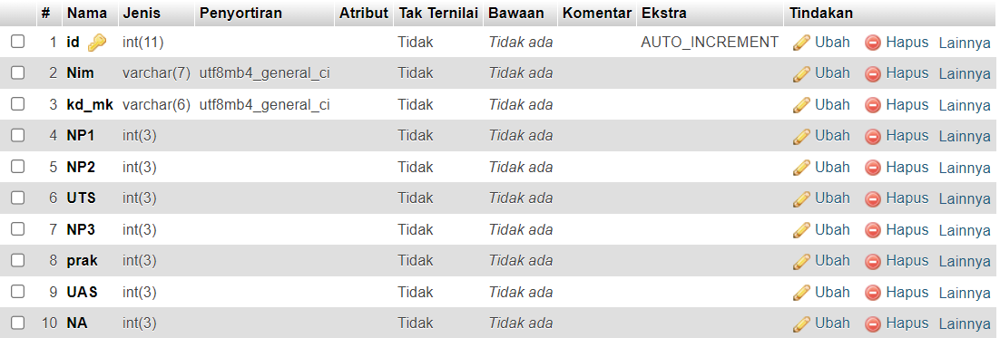 # Nama Jenis Penyortiran Atribut Tak Ternilai Bawaan Komentar Ekstra Tindakan
1 id int(11) Tidak Tidak ada AUTO_INCREMENT Ubah Hapus Lainnya
2 Nim varchar(7) utf8mb4_general_ci Tidak Tidak ada Ubah Hapus Lainnya
3 kd_mk varchar(6) utf8mb4_general_ci Tidak Tidak ada Ubah Hapus Lainnya
4 NP1 int(3) Tidak Tidak ada Ubah Hapus Lainnya
5 NP2 int(3) Tidak Tidak ada Ubah Hapus Lainnya
6 UTS int(3) Tidak Tidak ada Ubah Hapus Lainnya
7 NP3 int(3) Tidak Tidak ada Ubah Hapus Lainnya
8 prak int(3) Tidak Tidak ada Ubah Hapus Lainnya
9 UAS int(3) Tidak Tidak ada Ubah Hapus Lainnya
10 NA int(3) Tidak Tidak ada Ubah Hapus Lainnya